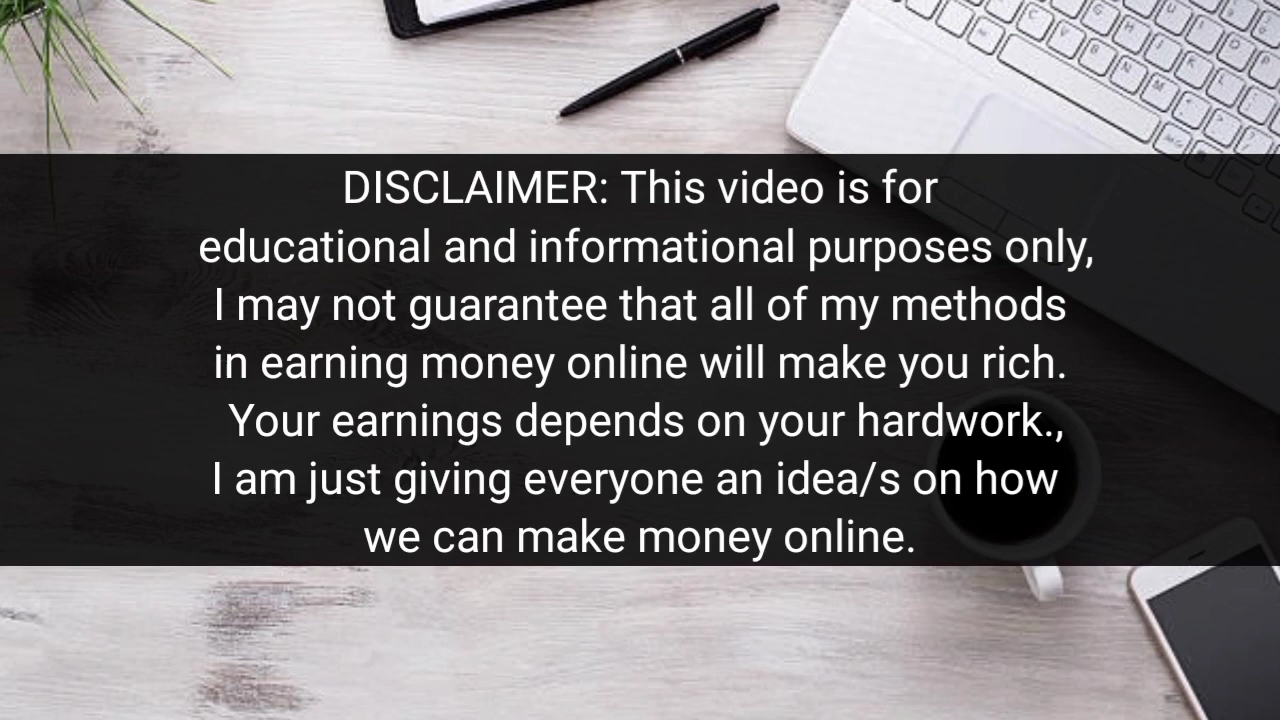 DISCLAIMER: This video is for
educational and informational purposes only,
I may not guarantee that all of my methods
in earning money online will make you rich.
Your earnings depends on your hardwork.,
I am just giving everyone an idea/s on how
we can make money online.